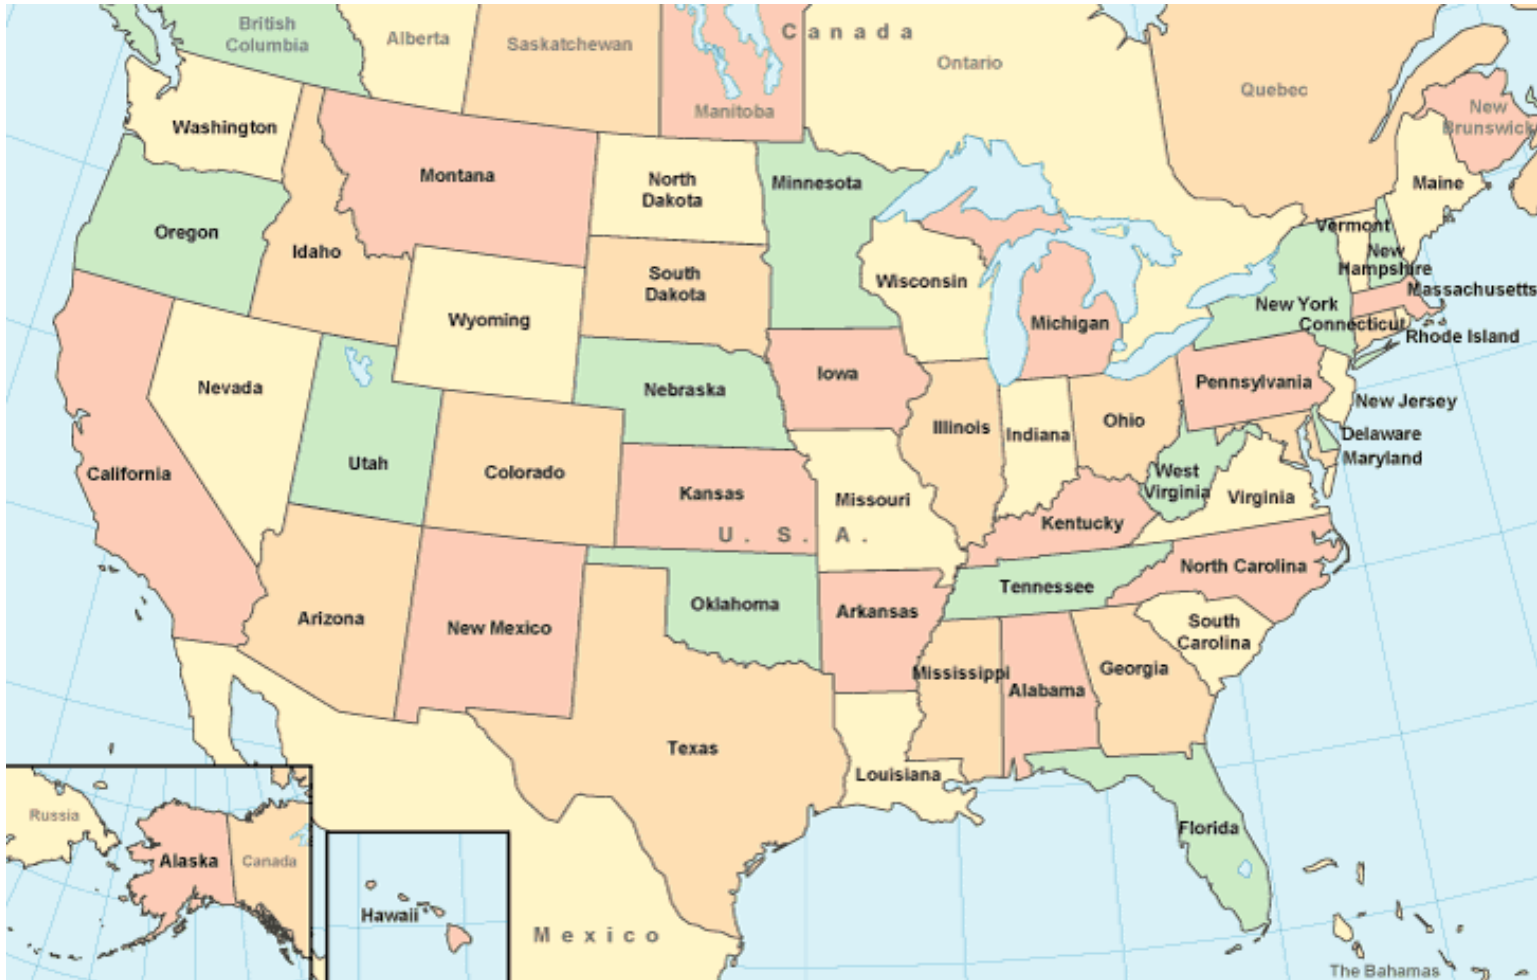 British
Columbia
Alberta
Saskatchewan
Manitoba
Canada
Ontario
Quebec
New
Brunswick
Washington
Montana
North
Dakota
Minnesota
Maine
Oregon
Idaho
Vermont
New
Hampshire
South
Dakota
Wisconsin
Massachusetts
Wyoming
Michigan
New York
Connecticut
Rhode Island
Nevada
Nebraska
Iowa
Pennsylvania
New Jersey
Utah
Colorado
Illinois
Indiana
Ohio
Delaware
Maryland
California
Kansas
Missouri
West
Virginia
Virginia
Kentucky
U. S. A.
North Carolina
Arizona
New Mexico
Oklahoma
Arkansas
Tennessee
South
Carolina
Mississippi
Alabama
Georgia
Texas
Louisiana
Florida
Russia
Alaska
Canada
Hawaii
Mexico
The Bahamas